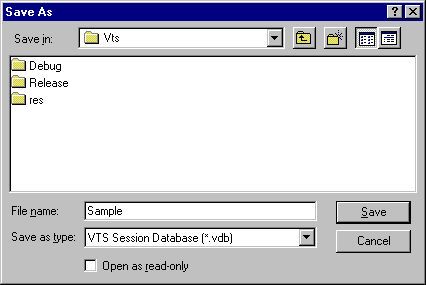 Save As
Save in: Vts
Debug
Release
res
File name: Sample
Save
Save as type: VTS Session Database (*.vdb)
Cancel
Open as read-only